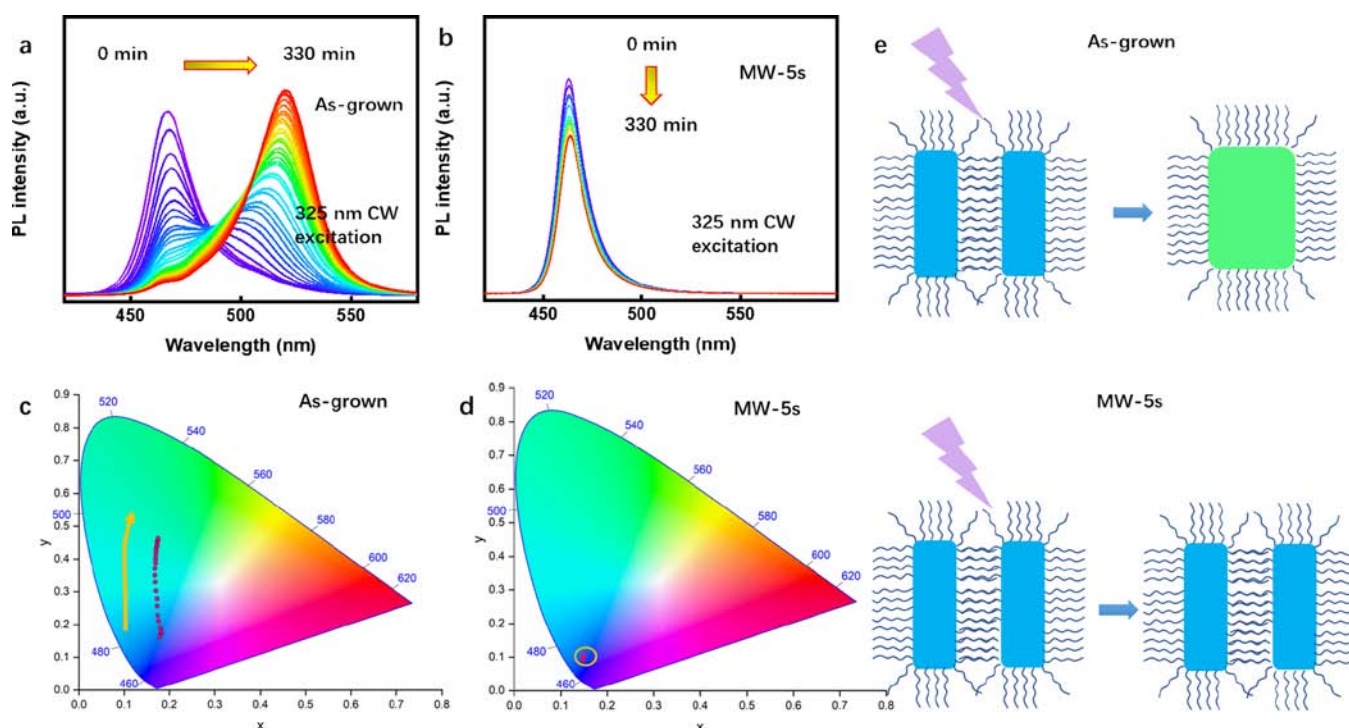 a
0 min
330 min
As-grown
325 nm CW
excitation
PL intensity (a.u.)
450
500
550
Wavelength (nm)
b
0 min
MW-5s
330 min
325 nm CW
excitation
PL intensity (a.u.)
450
500
550
Wavelength (nm)
e
As-grown
MW-5s
c
As-grown
0.9
0.8
0.7
0.6
0.5
0.4
0.3
0.2
0.1
0.0
y
520
540
560
500
580
600
620
480
460
0.0
0.1
0.2
0.3
0.4
0.5
0.6
0.7
0.8
x
d
MW-5s
0.9
0.8
0.7
0.6
0.5
0.4
0.3
0.2
0.1
0.0
y
520
540
560
500
580
600
620
480
460
0.0
0.1
0.2
0.3
0.4
0.5
0.6
0.7
0.8
x